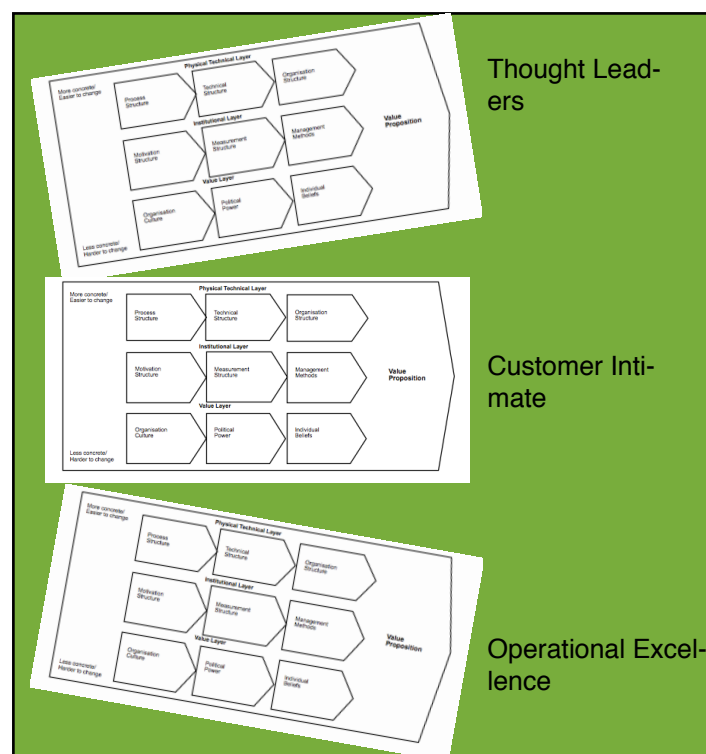 Physical Technical Layer
More concrete/
Easier to change
Process
Structure
Technical
Structure
Organisation
Structure
Institutional Layer
Motivation
Structure
Measurement
Structure
Management
Methods
Value
Proposition
Value Layer
Organisation
Culture
Political
Power
Individual
Beliefs
Less concrete/
Harder to change
Thought Lead-
ers
Physical Technical Layer
More concrete/
Easier to change
Process
Structure
Technical
Structure
Organisation
Structure
Institutional Layer
Motivation
Structure
Measurement
Structure
Management
Methods
Value
Proposition
Value Layer
Organisation
Culture
Political
Power
Individual
Beliefs
Less concrete/
Harder to change
Customer Inti-
mate
More concrete/
Easier to change
Physical Technical Layer
Process
Structure
Technical
Structure
Organisation
Structure
Institutional Layer
Motivation
Structure
Measurement
Structure
Management
Methods
Value
Proposition
Value Layer
Organisation
Culture
Political
Power
Individual
Beliefs
Less concrete/
Harder to change
Operational Excel-
lence